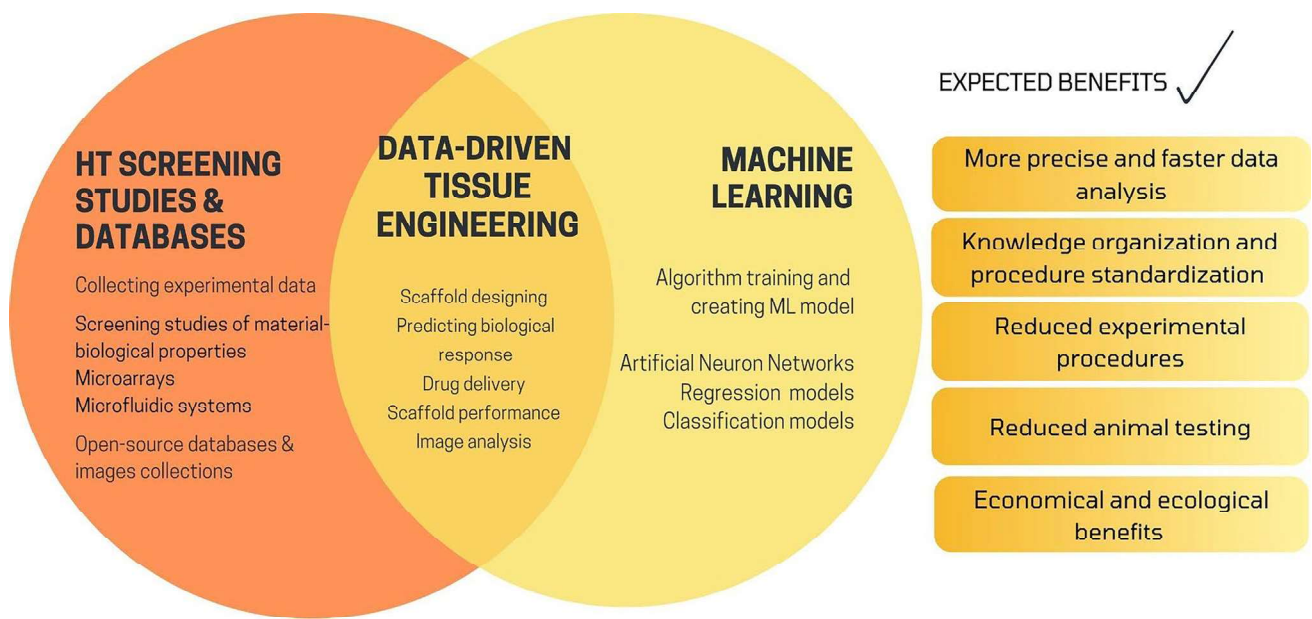 HT SCREENING
STUDIES &
DATABASES
Collecting experimental data
Screening studies of material-
biological properties
Microarrays
Microfluidic systems
Open-source databases &
images collections
DATA-DRIVEN
TISSUE
ENGINEERING
Scaffold designing
Predicting biological
response
Drug delivery
Scaffold performance
Image analysis
MACHINE
LEARNING
Algorithm training and
creating ML model
Artificial Neuron Networks
Regression models
Classification models
EXPECTED BENEFITS
More precise and faster data
analysis
Knowledge organization and
procedure standardization
Reduced experimental
procedures
Reduced animal testing
Economical and ecological
benefits